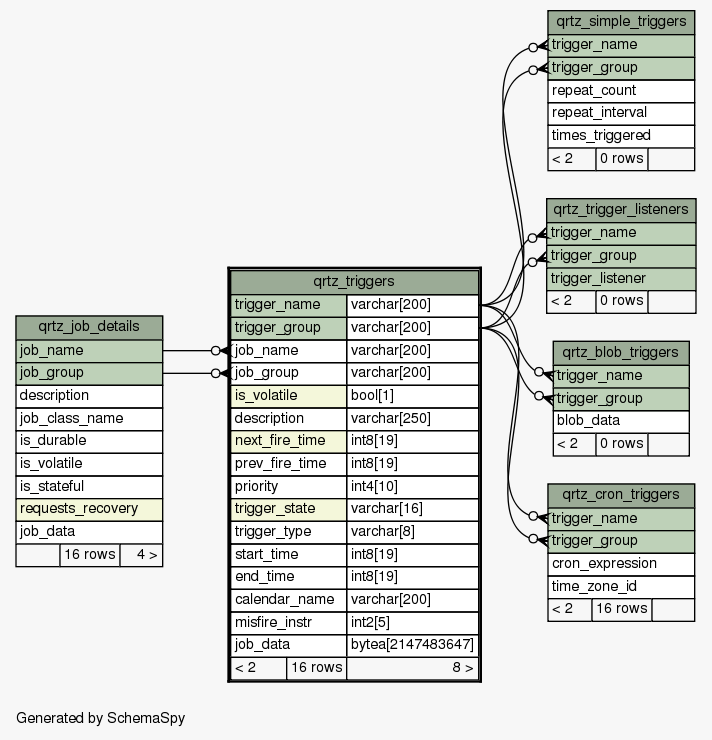 qrtz_simple_triggers
trigger_name
trigger_group
repeat_count
repeat_interval
times_triggered
< 2 0 rows
qrtz_trigger_listeners
trigger_name
trigger_group
trigger_listener
< 2 0 rows
qrtz_triggers
trigger_name varchar[200]
trigger_group varchar[200]
job_name varchar[200]
job_group varchar[200]
is_volatile bool[1]
description varchar[250]
next_fire_time int8[19]
prev_fire_time int8[19]
priority int4[10]
trigger_state varchar[16]
trigger_type varchar[8]
start_time int8[19]
end_time int8[19]
calendar_name varchar[200]
misfire_instr int2[5]
job_data bytea[2147483647]
< 2 16 rows 8 >
qrtz_job_details
job_name
job_group
description
job_class_name
is_durable
is_volatile
is_stateful
requests_recovery
job_data
16 rows 4 >
qrtz_blob_triggers
trigger_name
trigger_group
blob_data
< 2 0 rows
qrtz_cron_triggers
trigger_name
trigger_group
cron_expression
time_zone_id
< 2 16 rows
Generated by SchemaSpy